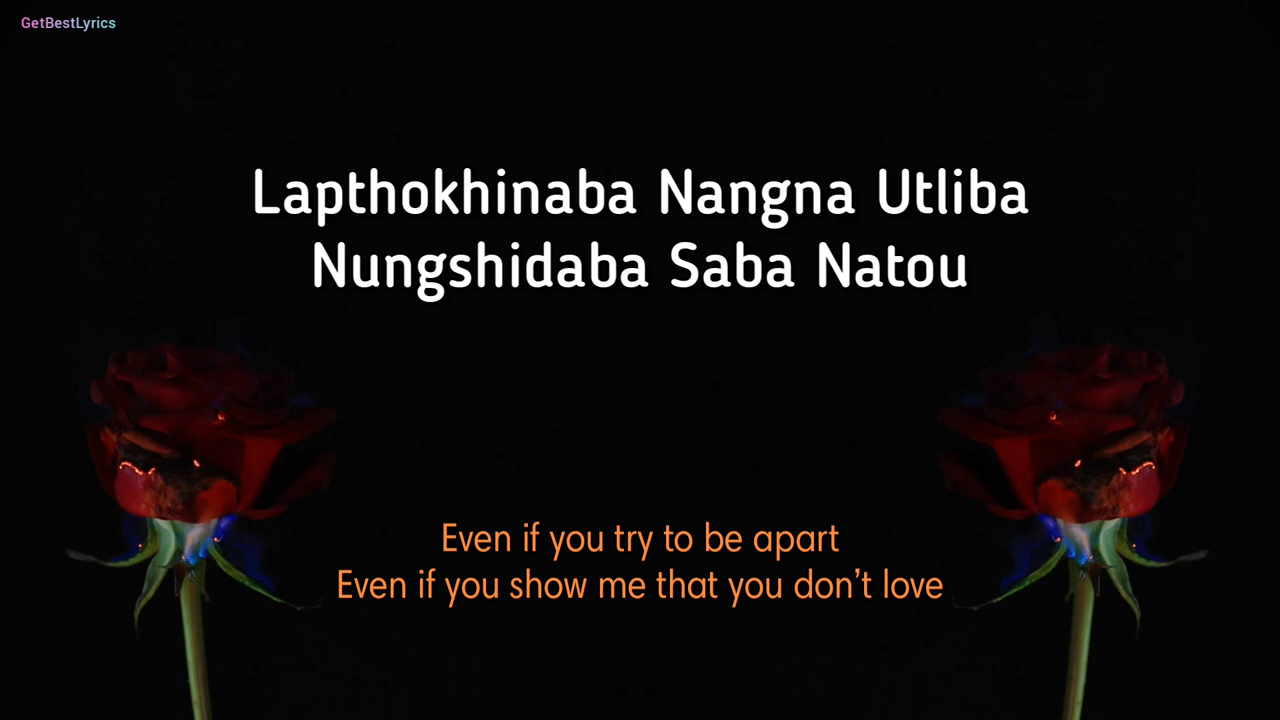 GetBestLyrics
Lapthokhinaba Nangna Utliba
Nungshidaba Saba Natou
Even if you try to be apart
Even if you show me that you don’t love